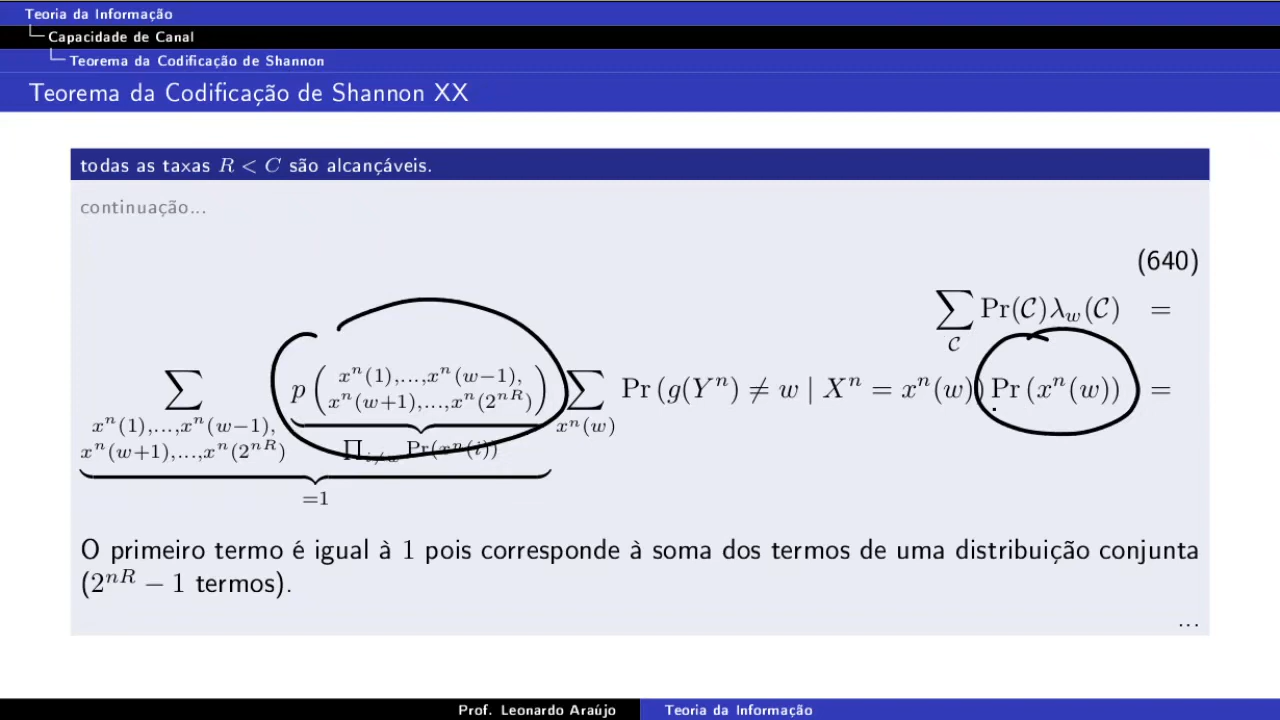 Teoria da Informação
Capacidade de Canal
Teorema da Codificação de Shannon
Teorema da Codificação de Shannon XX
todas as taxas R < C são alcançáveis.
continuação...
(640)
∑_C Pr(C)λ_w(C) =
∑_{x^n(1),...,x^n(w−1), x^n(w+1),...,x^n(2^{nR})} p(x^n(1),...,x^n(w−1), x^n(w+1),...,x^n(2^{nR})) ∑_{x^n(w)} Pr(g(Y^n) ≠ w | X^n = x^n(w)) Pr(x^n(w)) =
∏_{i≠w} Pr(x^n(i))
=1
O primeiro termo é igual à 1 pois corresponde à soma dos termos de uma distribuição conjunta
(2^{nR} − 1 termos).
...
Prof. Leonardo Araújo Teoria da Informação